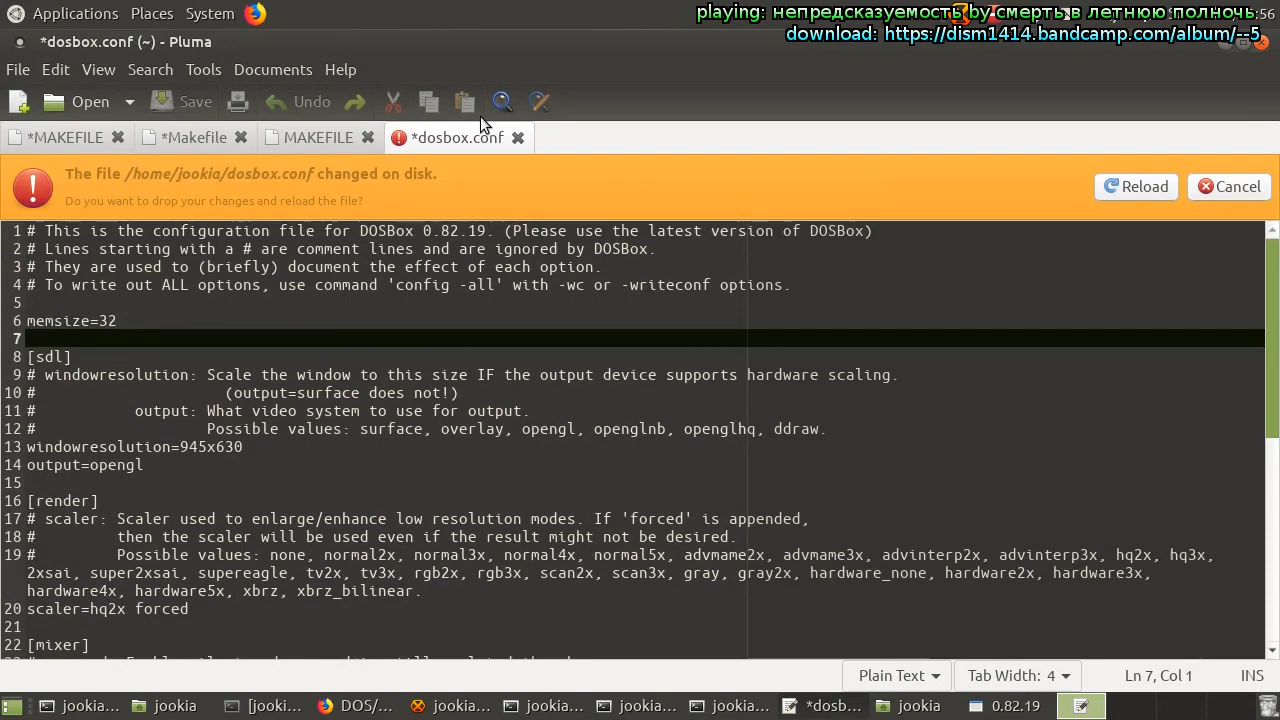 Applications Places System
playing: непредсказуемость by смерть в летнюю полночь
:56
download: https://dism1414.bandcamp.com/album/--5
*dosbox.conf (~) - Pluma
File Edit View Search Tools Documents Help
Open Save Undo
*MAKEFILE *Makefile MAKEFILE *dosbox.conf
The file /home/jookia/dosbox.conf changed on disk.
Do you want to drop your changes and reload the file?
Reload Cancel
1 # This is the configuration file for DOSBox 0.82.19. (Please use the latest version of DOSBox)
2 # Lines starting with a # are comment lines and are ignored by DOSBox.
3 # They are used to (briefly) document the effect of each option.
4 # To write out ALL options, use command 'config -all' with -wc or -writeconf options.
5
6 memsize=32
7
8 [sdl]
9 # windowresolution: Scale the window to this size IF the output device supports hardware scaling.
10 # (output=surface does not!)
11 # output: What video system to use for output.
12 # Possible values: surface, overlay, opengl, openglnb, openglhq, ddraw.
13 windowresolution=945x630
14 output=opengl
15
16 [render]
17 # scaler: Scaler used to enlarge/enhance low resolution modes. If 'forced' is appended,
18 # then the scaler will be used even if the result might not be desired.
19 # Possible values: none, normal2x, normal3x, normal4x, normal5x, advmame2x, advmame3x, advinterp2x, advinterp3x, hq2x, hq3x,
2xsai, super2xsai, supereagle, tv2x, tv3x, rgb2x, rgb3x, scan2x, scan3x, gray, gray2x, hardware_none, hardware2x, hardware3x,
hardware4x, hardware5x, xbrz, xbrz_bilinear.
20 scaler=hq2x forced
21
22 [mixer]
Plain Text Tab Width: 4 Ln 7, Col 1 INS
jookia... jookia [jooki... DOS/... jookia... jookia... jookia... jookia... *dosb... jookia 0.82.19